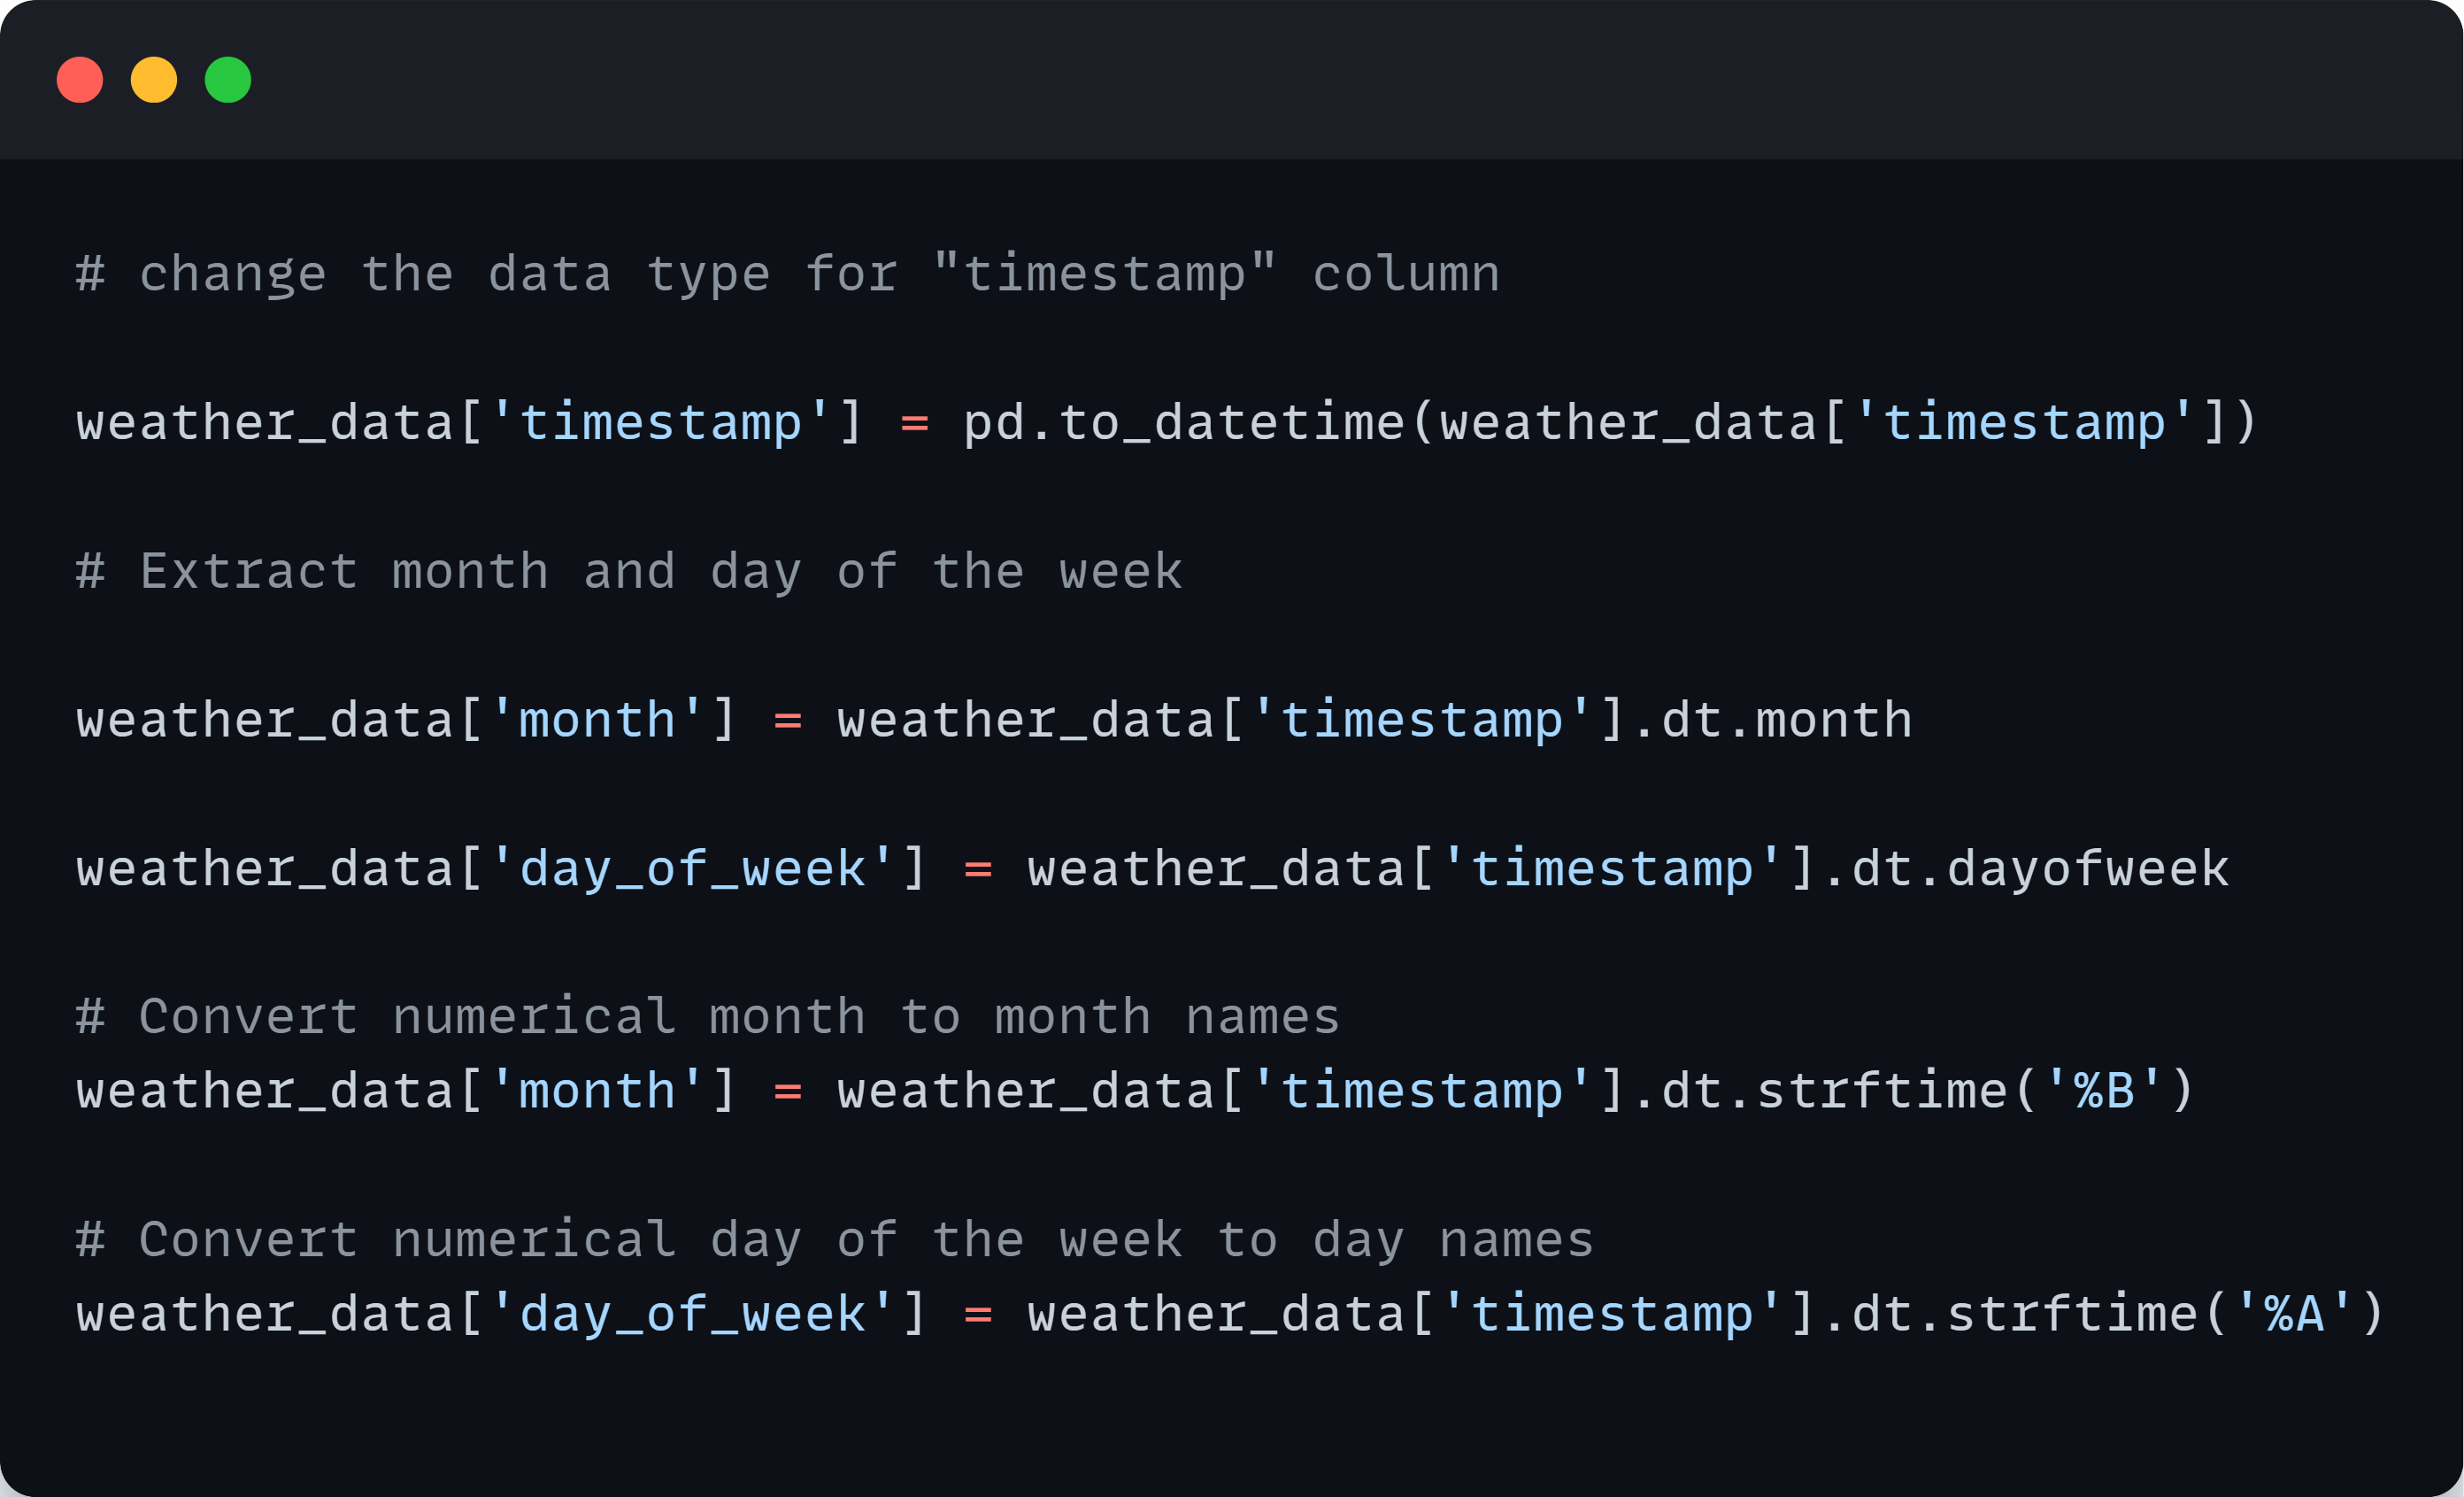 # change the data type for "timestamp" column
weather_data['timestamp'] = pd.to_datetime(weather_data['timestamp'])
# Extract month and day of the week
weather_data['month'] = weather_data['timestamp'].dt.month
weather_data['day_of_week'] = weather_data['timestamp'].dt.dayofweek
# Convert numerical month to month names
weather_data['month'] = weather_data['timestamp'].dt.strftime('%B')
# Convert numerical day of the week to day names
weather_data['day_of_week'] = weather_data['timestamp'].dt.strftime('%A')